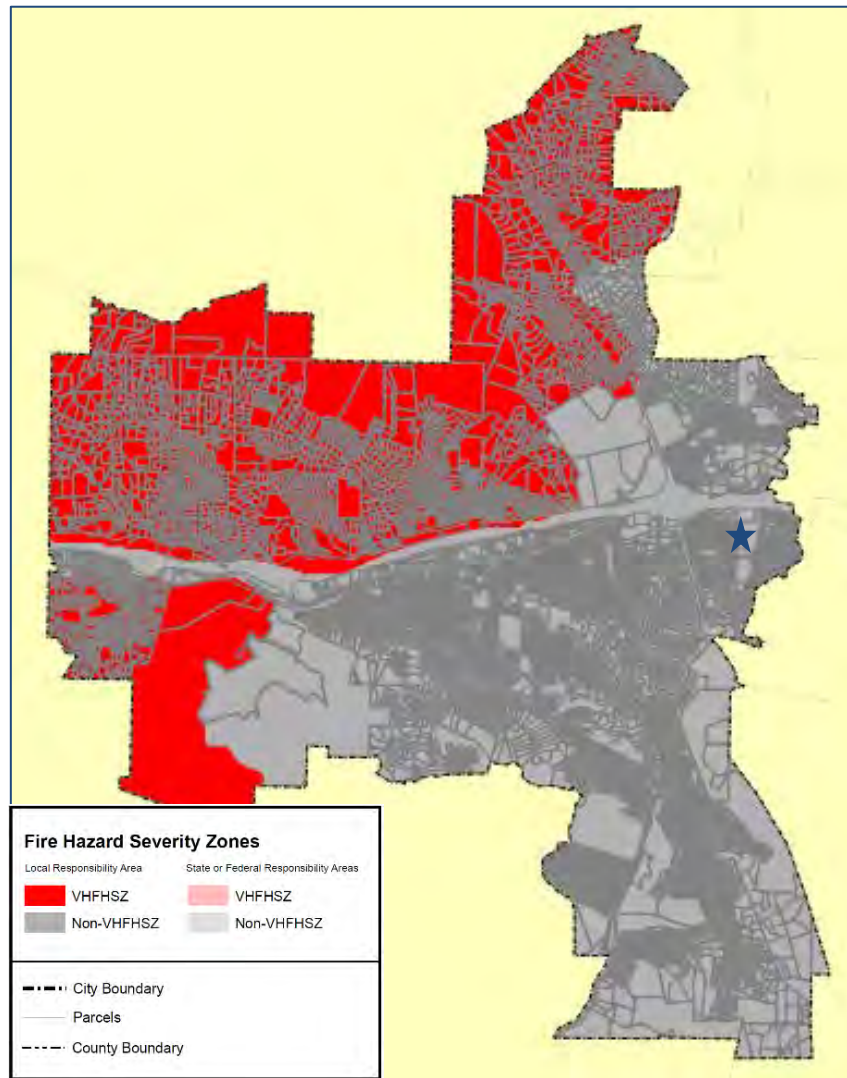 Fire Hazard Severity Zones
Local Responsibility Area State or Federal Responsibility Areas
VHFHSZ VHFHSZ
Non-VHFHSZ Non-VHFHSZ
City Boundary
Parcels
County Boundary